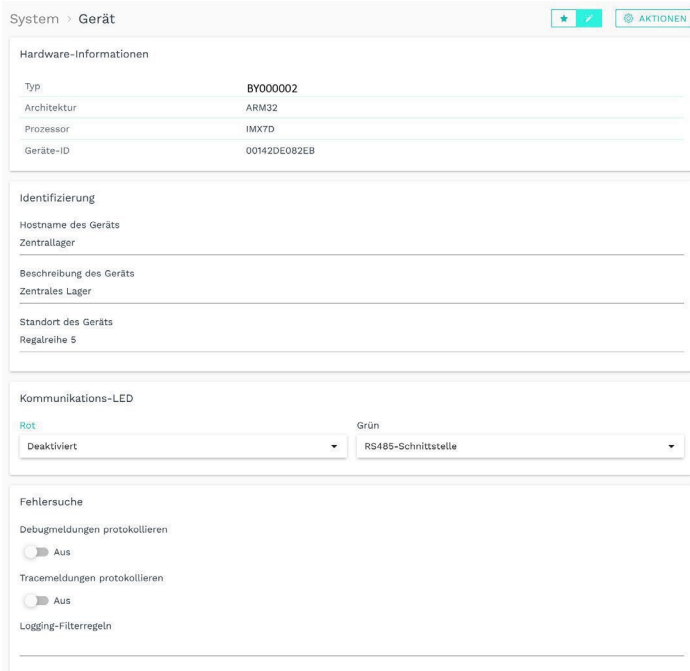 System > Gerät
AKTIONEN
Hardware-Informationen
Typ BY000002
Architektur ARM32
Prozessor IMX7D
Geräte-ID 00142DE082EB
Identifizierung
Hostname des Geräts
Zentrallager
Beschreibung des Geräts
Zentrales Lager
Standort des Geräts
Regalreihe 5
Kommunikations-LED
Rot Grün
Deaktiviert RS485-Schnittstelle
Fehlersuche
Debugmeldungen protokollieren
Aus
Tracemeldungen protokollieren
Aus
Logging-Filterregeln